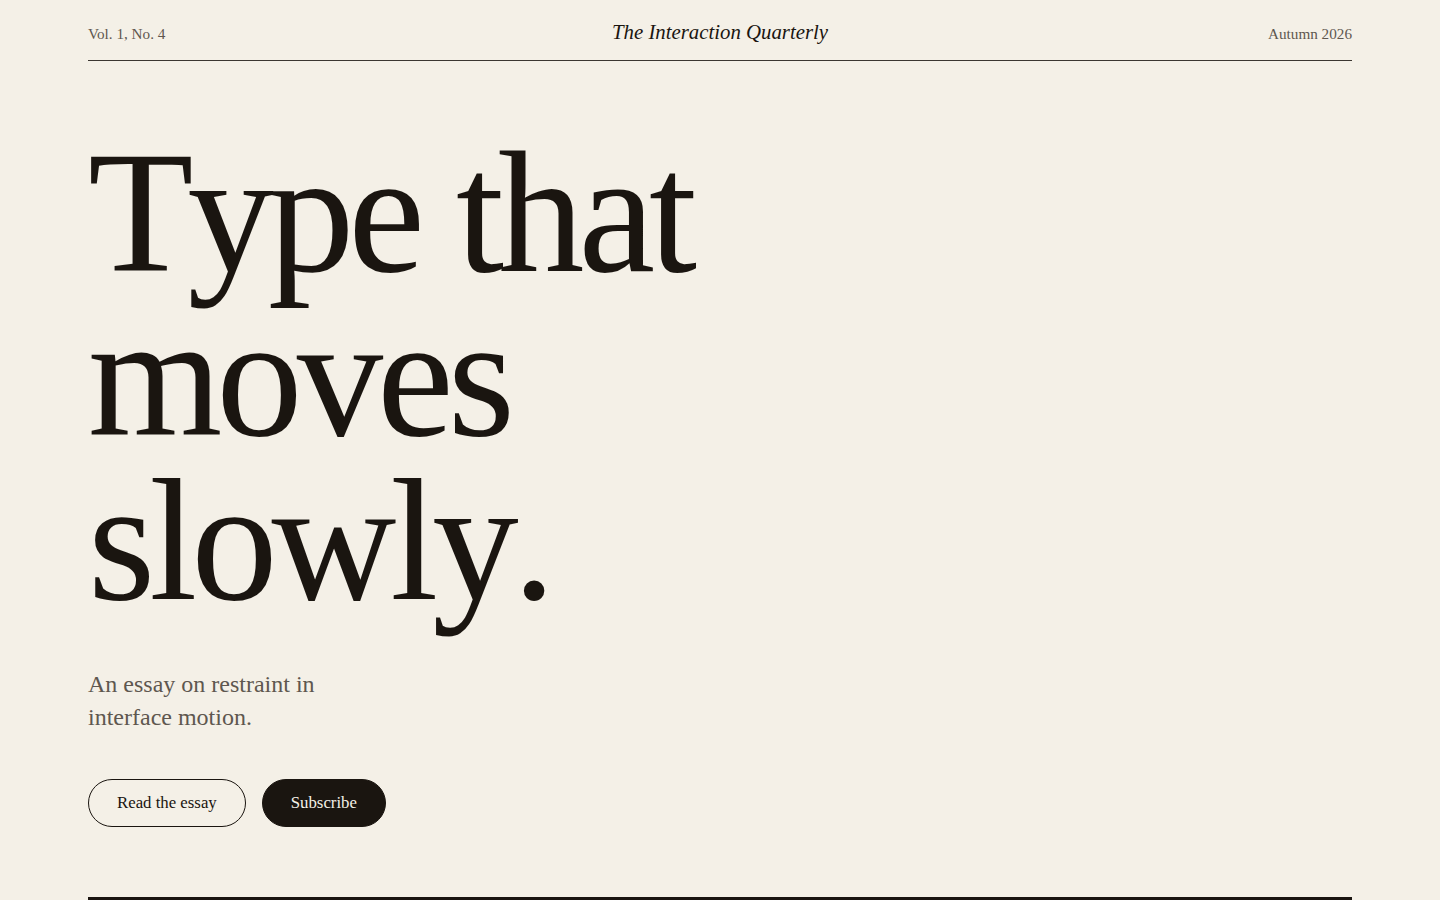 Vol. 1, No. 4
The Interaction Quarterly
Autumn 2026
Type that
moves
slowly.
An essay on restraint in
interface motion.
Read the essay
Subscribe